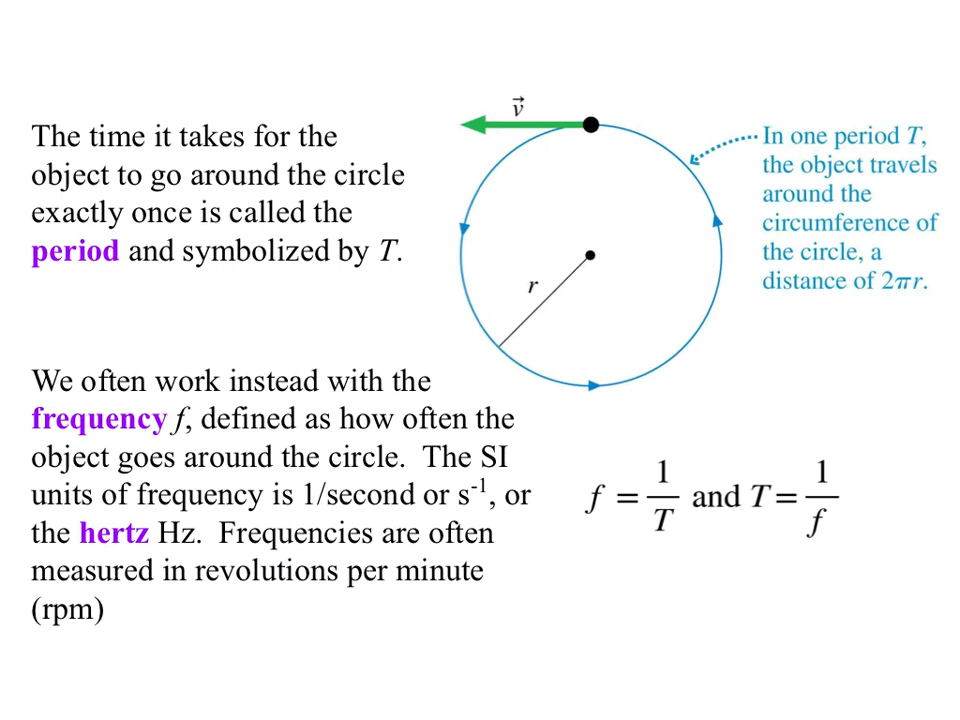 The time it takes for the
object to go around the circle
exactly once is called the
period and symbolized by T.
v⃗
r
In one period T,
the object travels
around the
circumference of
the circle, a
distance of 2πr.
We often work instead with the
frequency f, defined as how often the
object goes around the circle.  The SI
units of frequency is 1/second or s⁻¹, or
the hertz Hz.  Frequencies are often
measured in revolutions per minute
(rpm)
f = 1/T and T = 1/f